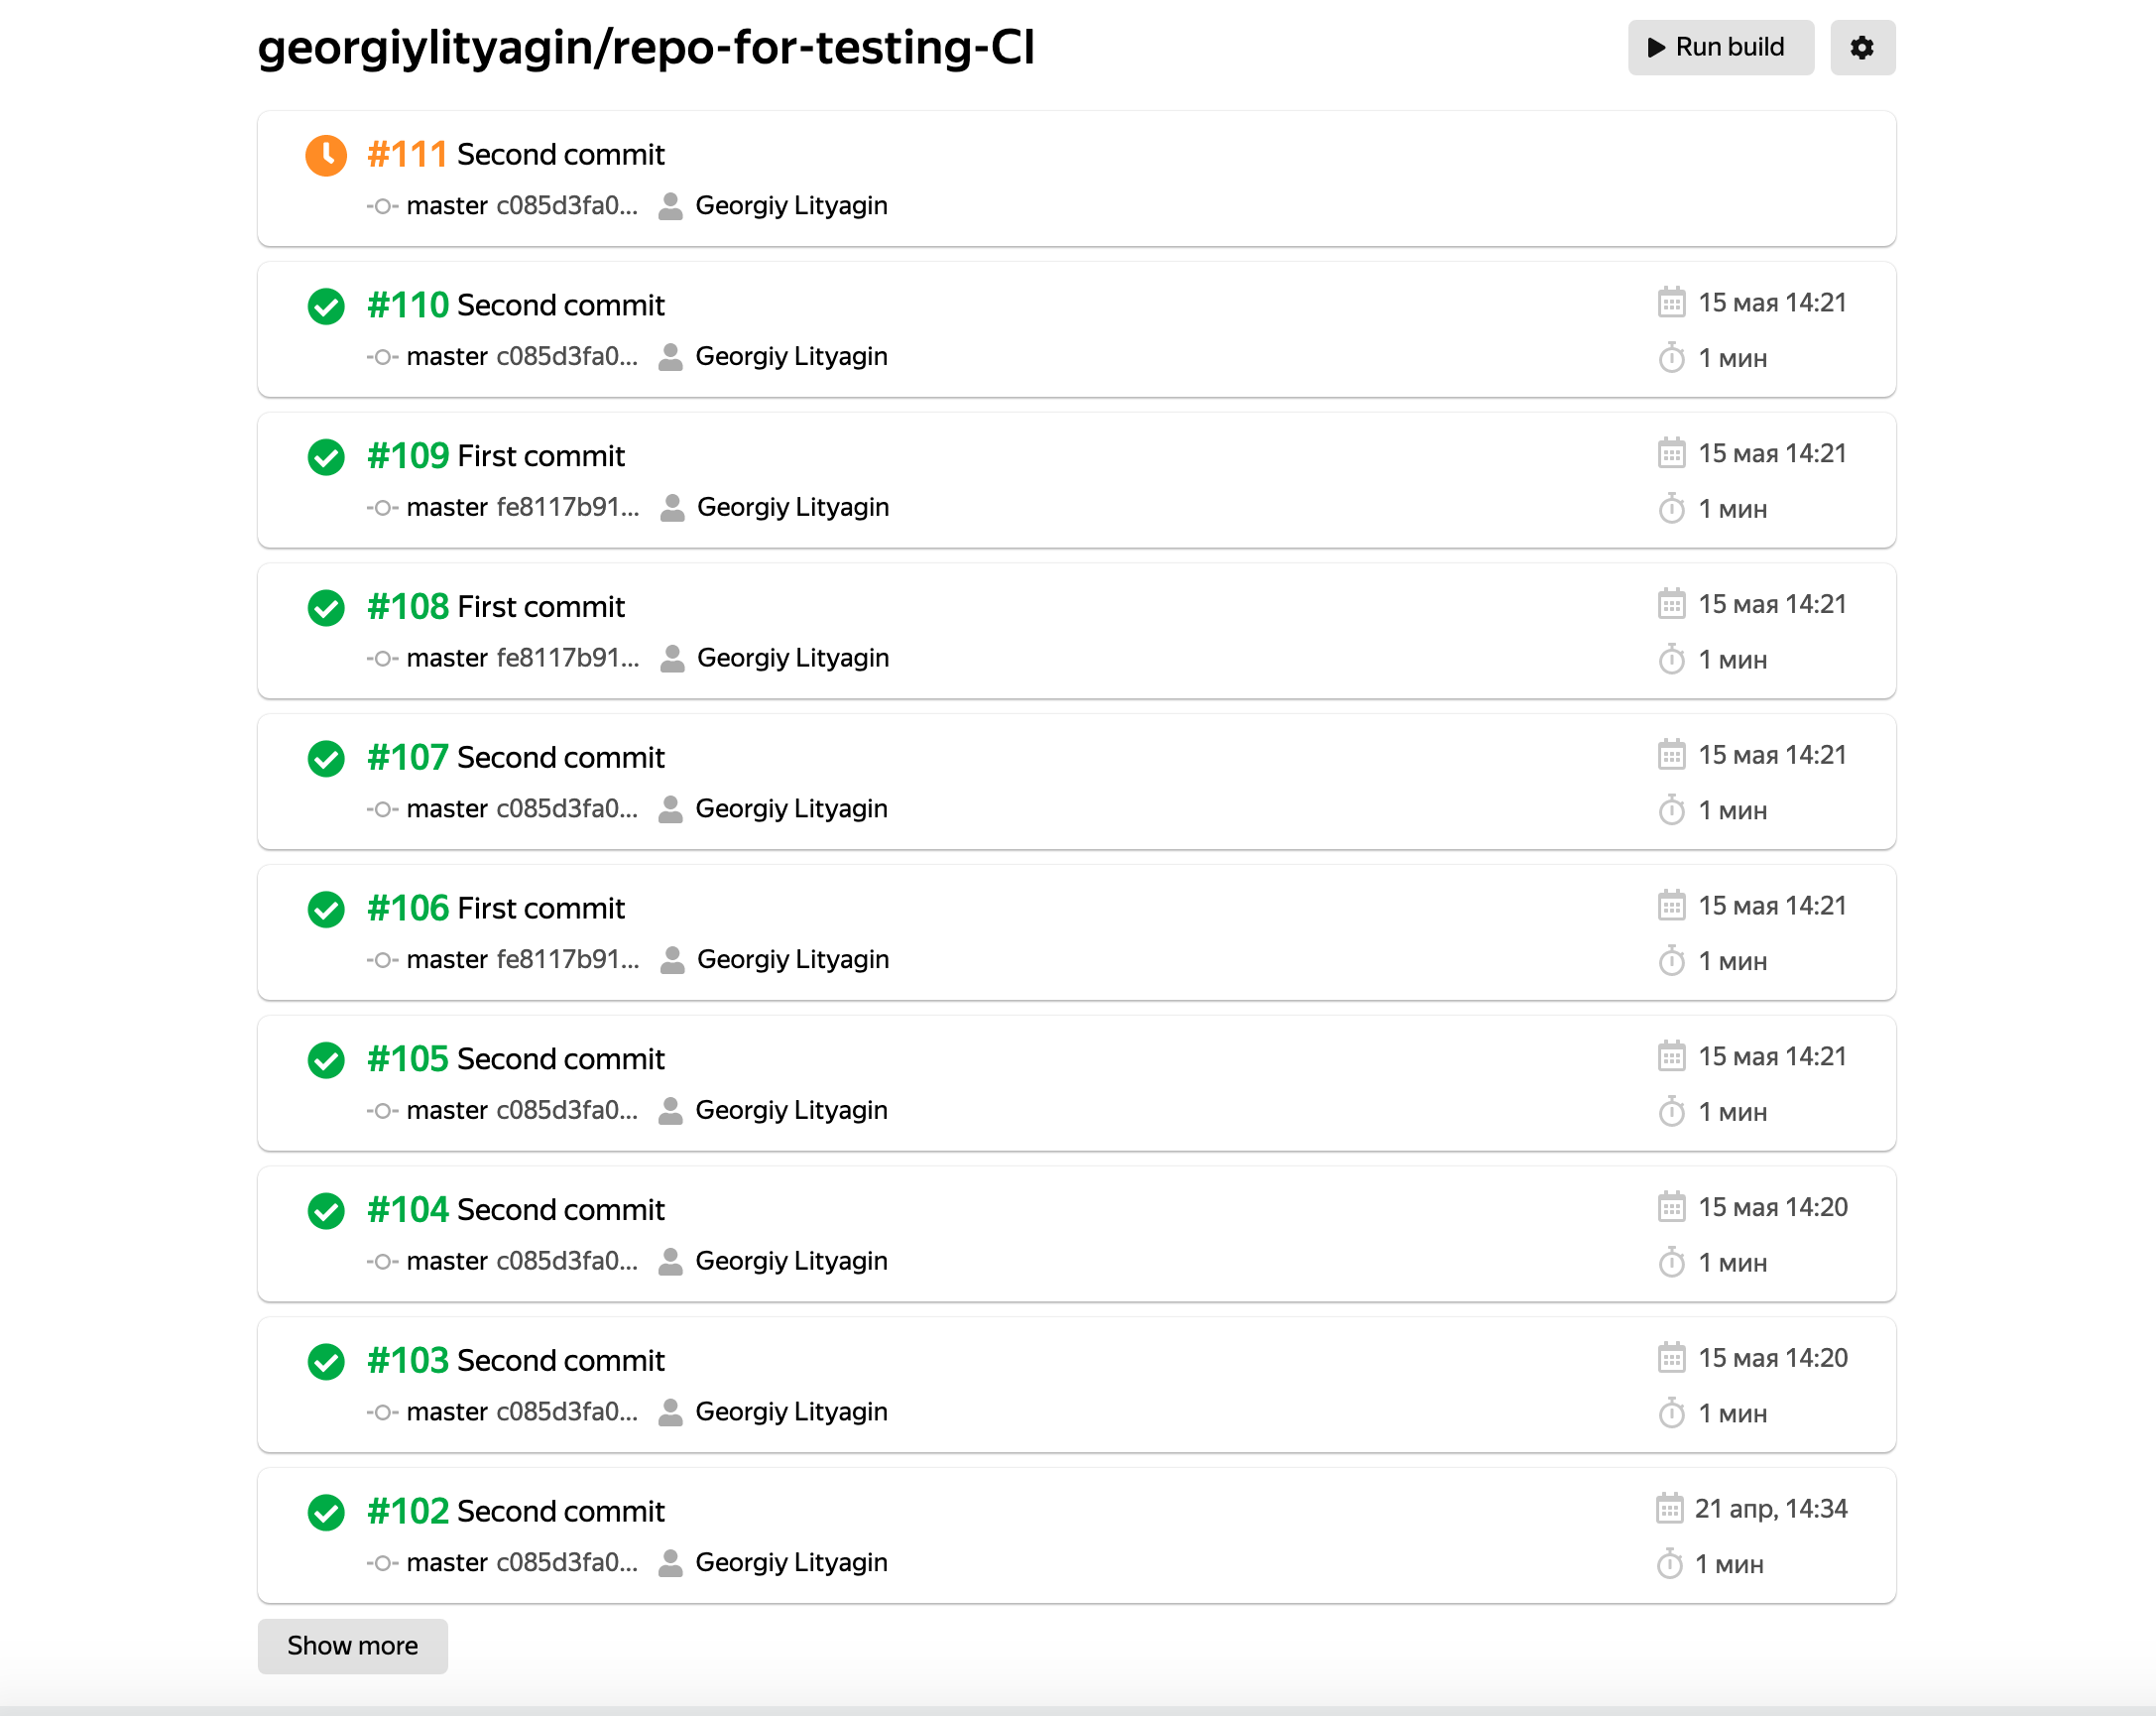 georgiylityagin/repo-for-testing-CI
Run build
#111 Second commit
master c085d3fa0... Georgiy Lityagin
#110 Second commit
15 мая 14:21
master c085d3fa0... Georgiy Lityagin
1 мин
#109 First commit
15 мая 14:21
master fe8117b91... Georgiy Lityagin
1 мин
#108 First commit
15 мая 14:21
master fe8117b91... Georgiy Lityagin
1 мин
#107 Second commit
15 мая 14:21
master c085d3fa0... Georgiy Lityagin
1 мин
#106 First commit
15 мая 14:21
master fe8117b91... Georgiy Lityagin
1 мин
#105 Second commit
15 мая 14:21
master c085d3fa0... Georgiy Lityagin
1 мин
#104 Second commit
15 мая 14:20
master c085d3fa0... Georgiy Lityagin
1 мин
#103 Second commit
15 мая 14:20
master c085d3fa0... Georgiy Lityagin
1 мин
#102 Second commit
21 апр, 14:34
master c085d3fa0... Georgiy Lityagin
1 мин
Show more